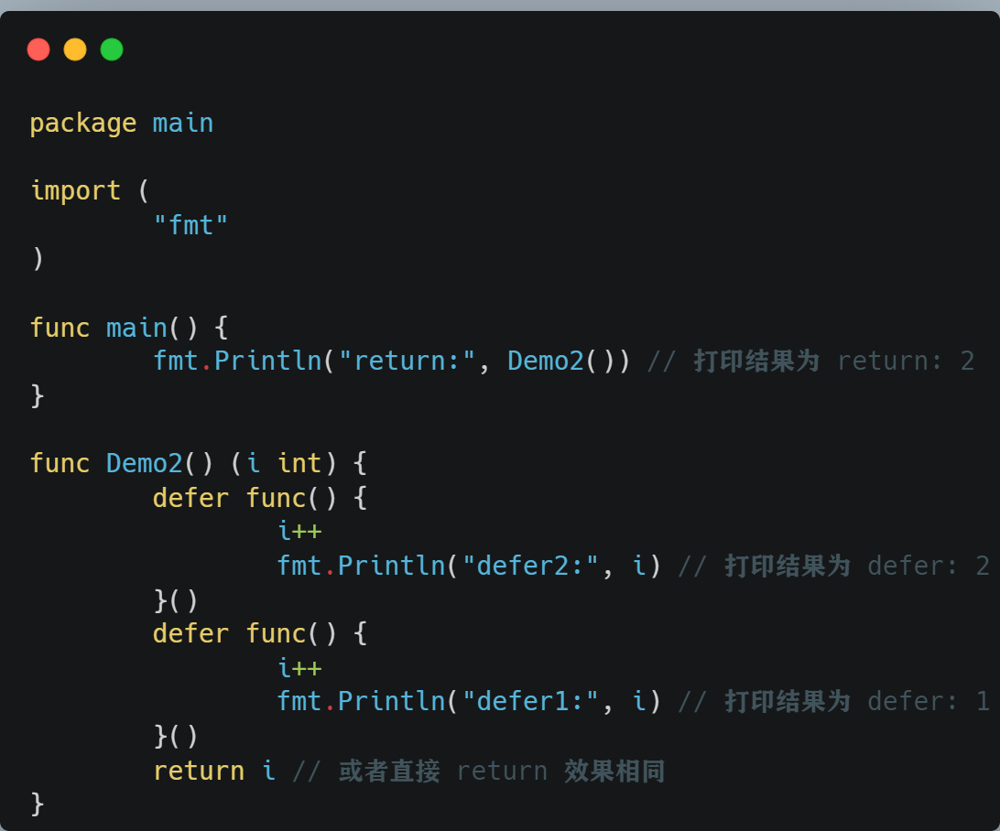 package main
import (
"fmt"
)
func main() {
fmt.Println("return:", Demo2()) // 打印结果为 return: 2
}
func Demo2() (i int) {
defer func() {
i++
fmt.Println("defer2:", i) // 打印结果为 defer: 2
}()
defer func() {
i++
fmt.Println("defer1:", i) // 打印结果为 defer: 1
}()
return i // 或者直接 return 效果相同
}